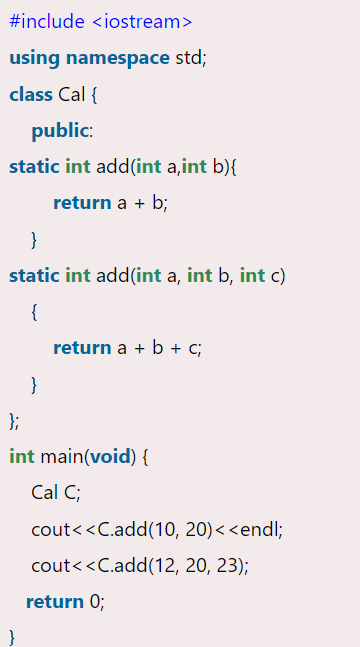 #include <iostream>
using namespace std;
class Cal {
public:
static int add(int a,int b){
return a + b;
}
static int add(int a, int b, int c)
{
return a + b + c;
}
};
int main(void) {
Cal C;
cout<<C.add(10, 20)<<endl;
cout<<C.add(12, 20, 23);
return 0;
}